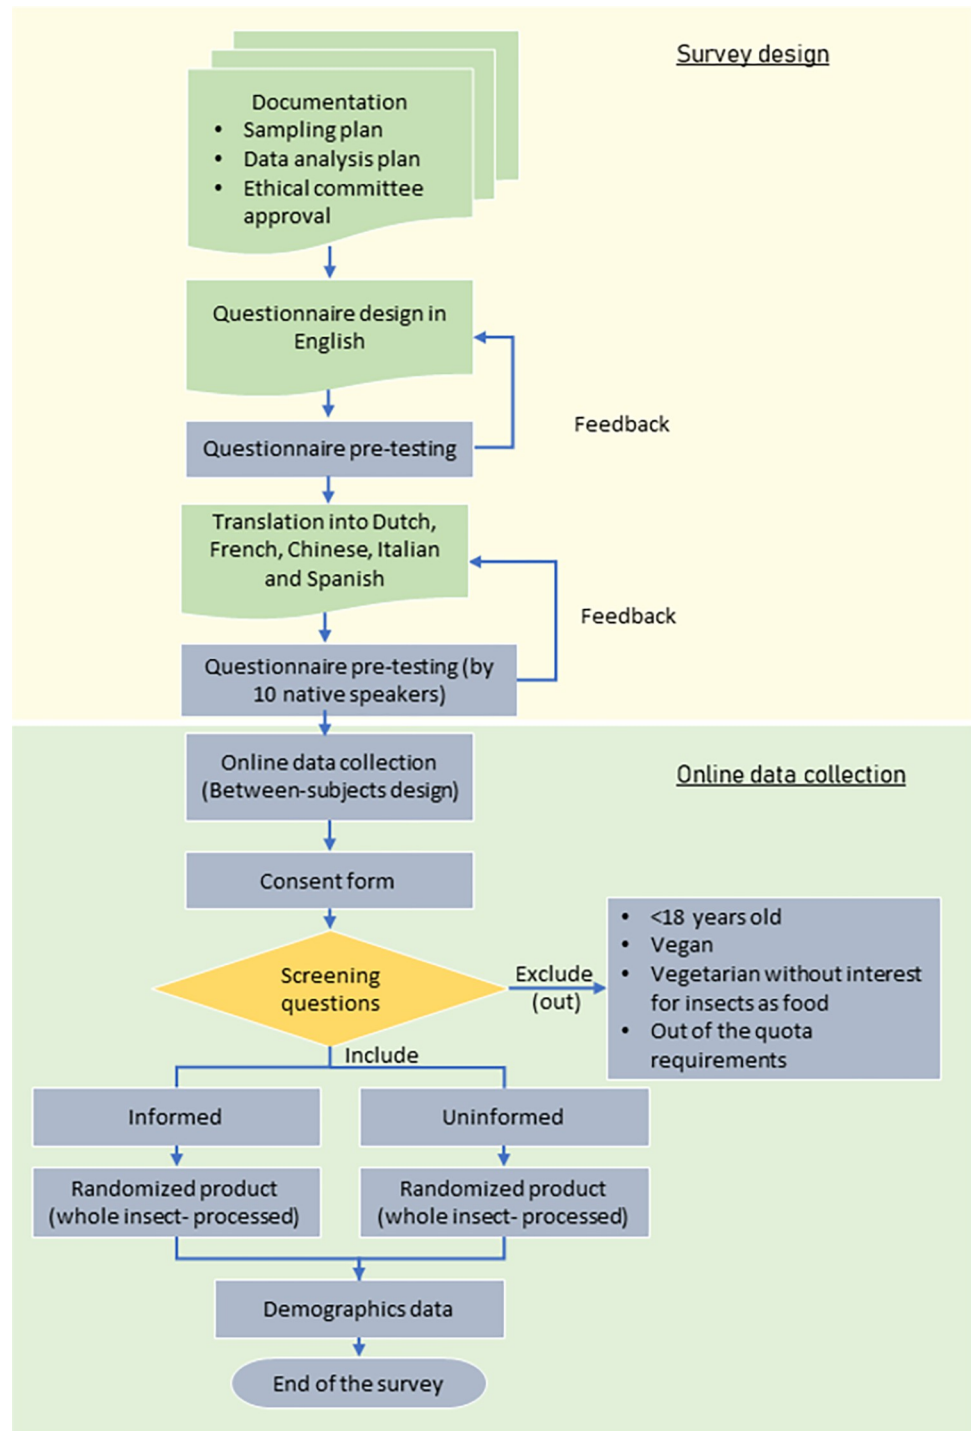 Survey design
Documentation
• Sampling plan
• Data analysis plan
• Ethical committee
approval
Questionnaire design in
English
Feedback
Questionnaire pre-testing
Translation into Dutch,
French, Chinese, Italian
and Spanish
Feedback
Questionnaire pre-testing (by
10 native speakers)
Online data collection
Online data collection
(Between-subjects design)
Consent form
Screening
questions
Exclude
(out)
• <18 years old
• Vegan
• Vegetarian without interest
for insects as food
• Out of the quota
requirements
Include
Informed
Uninformed
Randomized product
(whole insect- processed)
Randomized product
(whole insect- processed)
Demographics data
End of the survey